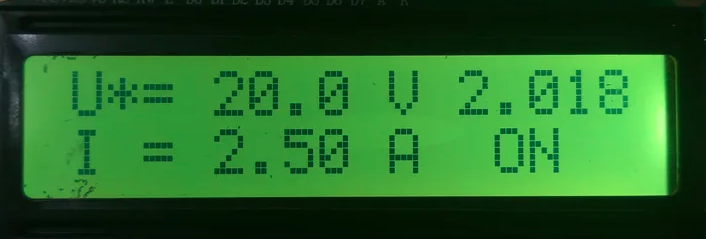 U*= 20.0 V 2.018
I = 2.50 A ON